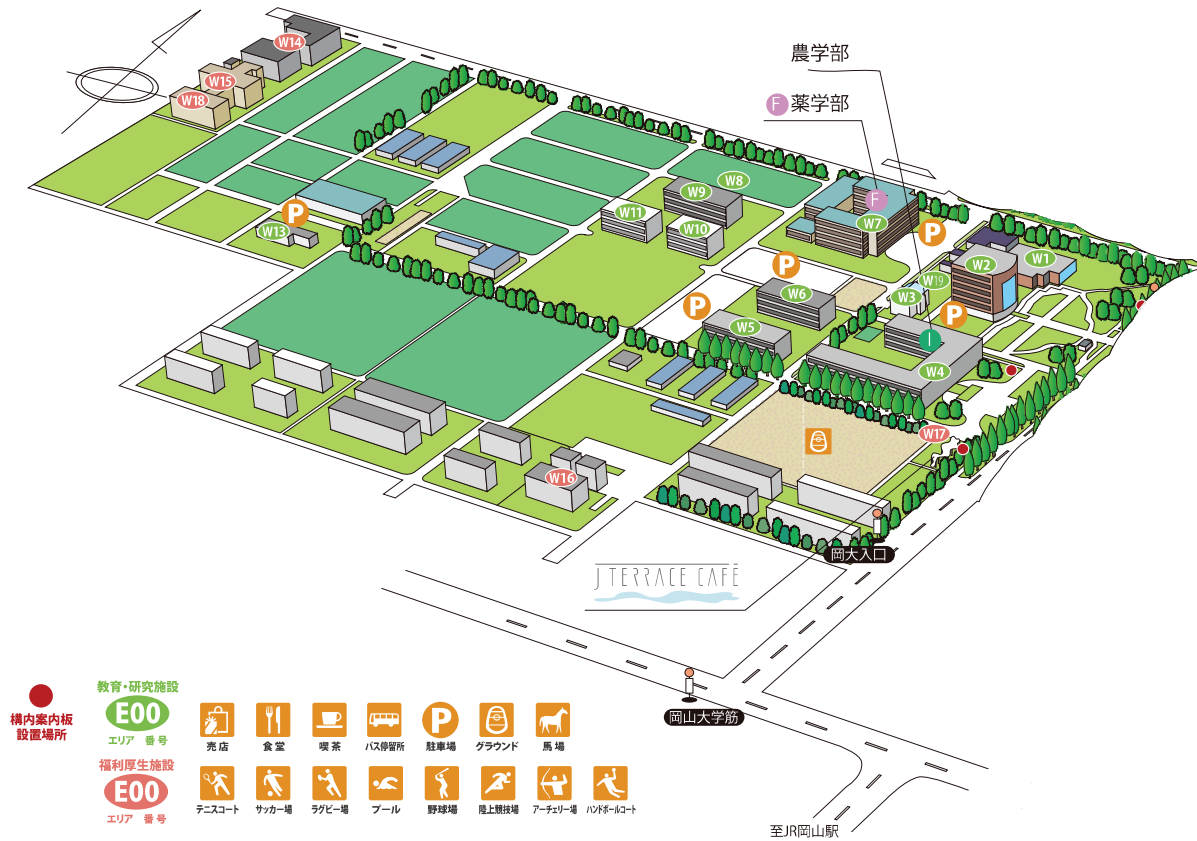 農学部
F 薬学部
W14
W15
W18
W8
W9
W11
W10
F
W7
P
W13
P
W1
W2
P
W19
W6
W3
P
P
W5
I
W4
W17
W16
岡大入口
J TERRACE CAFÉ
岡山大学筋
構内案内板
設置場所
教育・研究施設
E00
エリア 番号
福利厚生施設
E00
エリア 番号
売店
食堂
喫茶
バス停留所
P
駐車場
グラウンド
馬場
テニスコート
サッカー場
ラグビー場
プール
野球場
陸上競技場
アーチェリー場
ハンドボールコート
至JR岡山駅